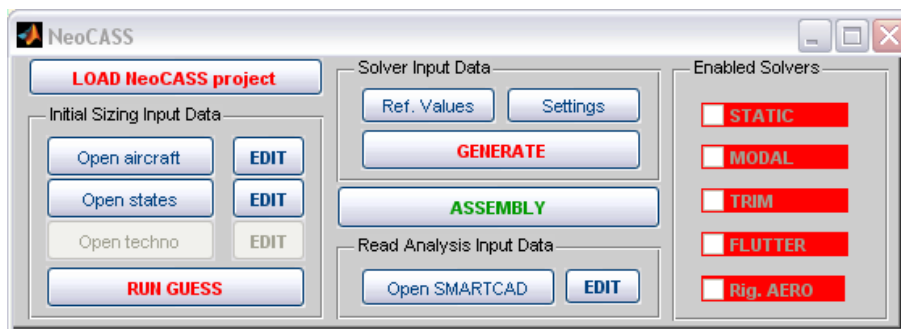 NeoCASS
LOAD NeoCASS project
Initial Sizing Input Data
Open aircraft EDIT
Open states EDIT
Open techno EDIT
RUN GUESS
Solver Input Data
Ref. Values Settings
GENERATE
ASSEMBLY
Read Analysis Input Data
Open SMARTCAD EDIT
Enabled Solvers
STATIC
MODAL
TRIM
FLUTTER
Rig. AERO